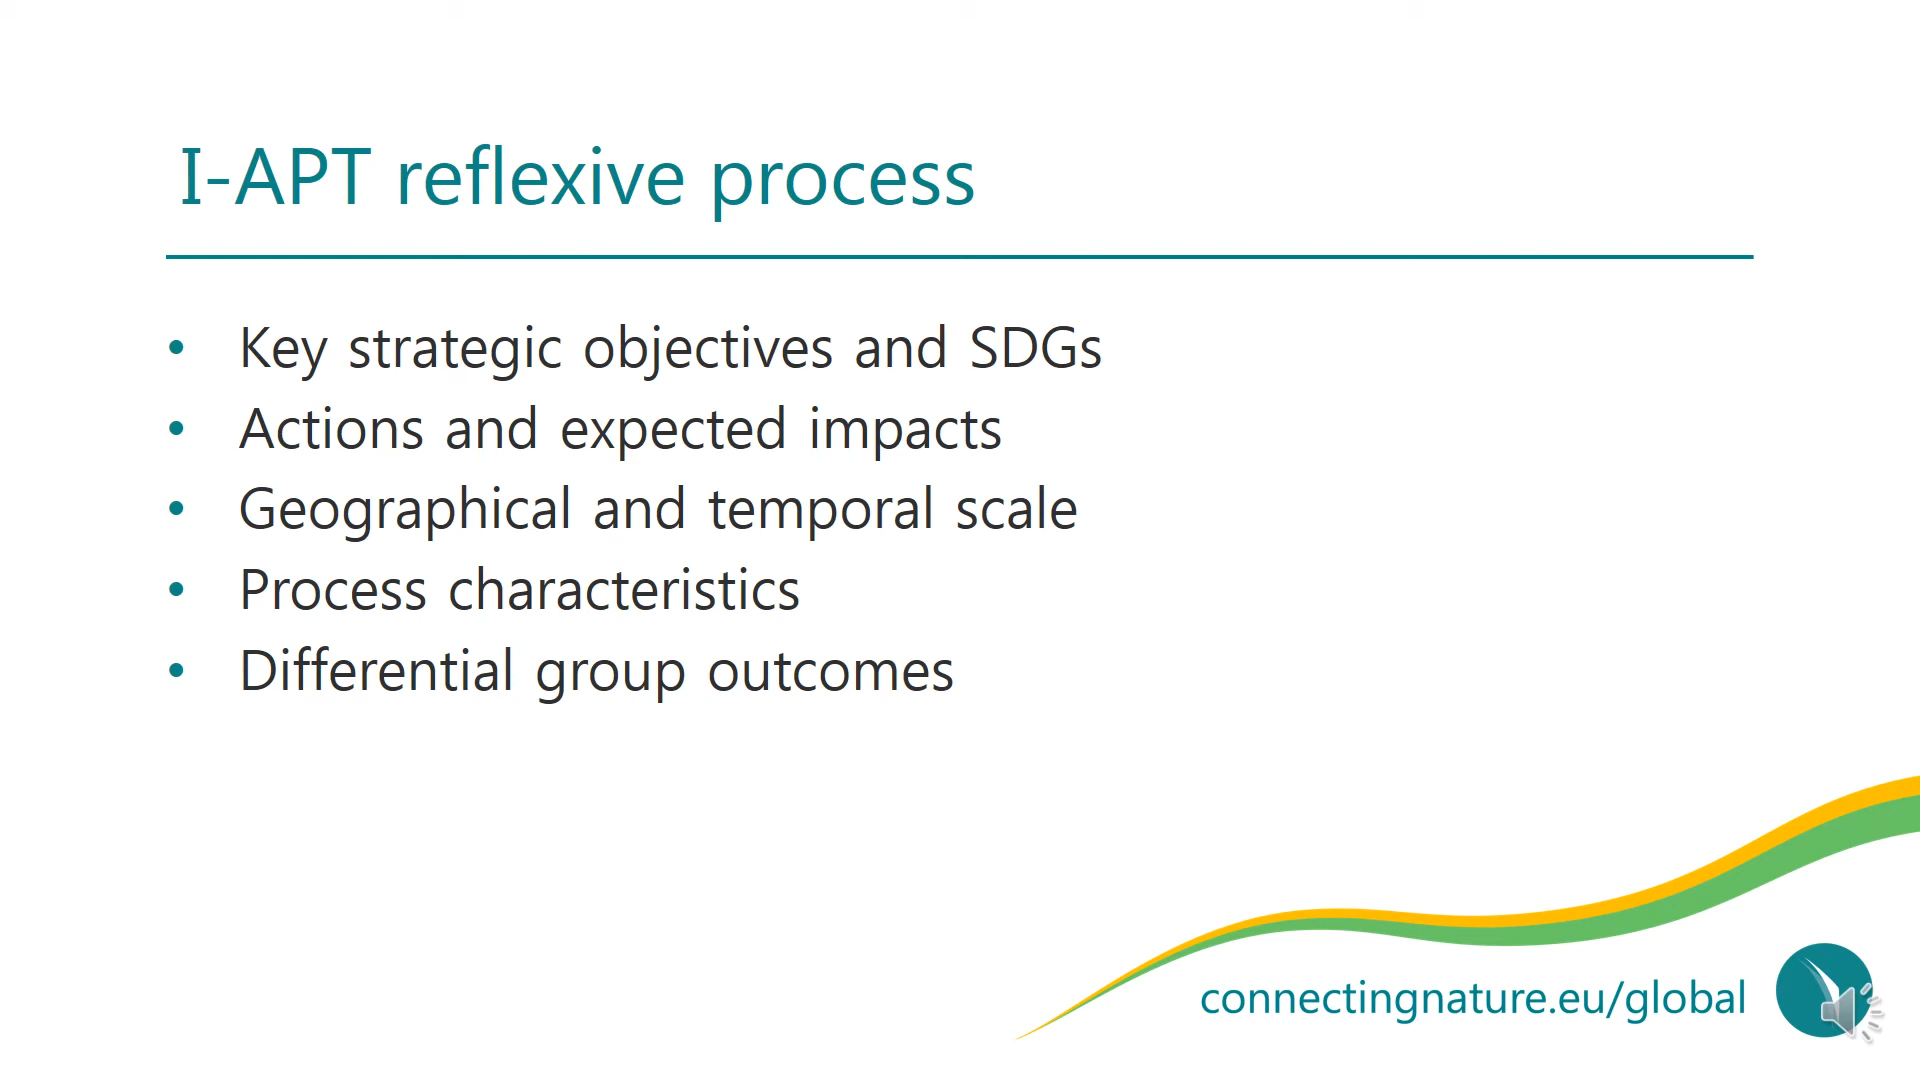 I-APT reflexive process
• Key strategic objectives and SDGs
• Actions and expected impacts
• Geographical and temporal scale
• Process characteristics
• Differential group outcomes
connectingnature.eu/global